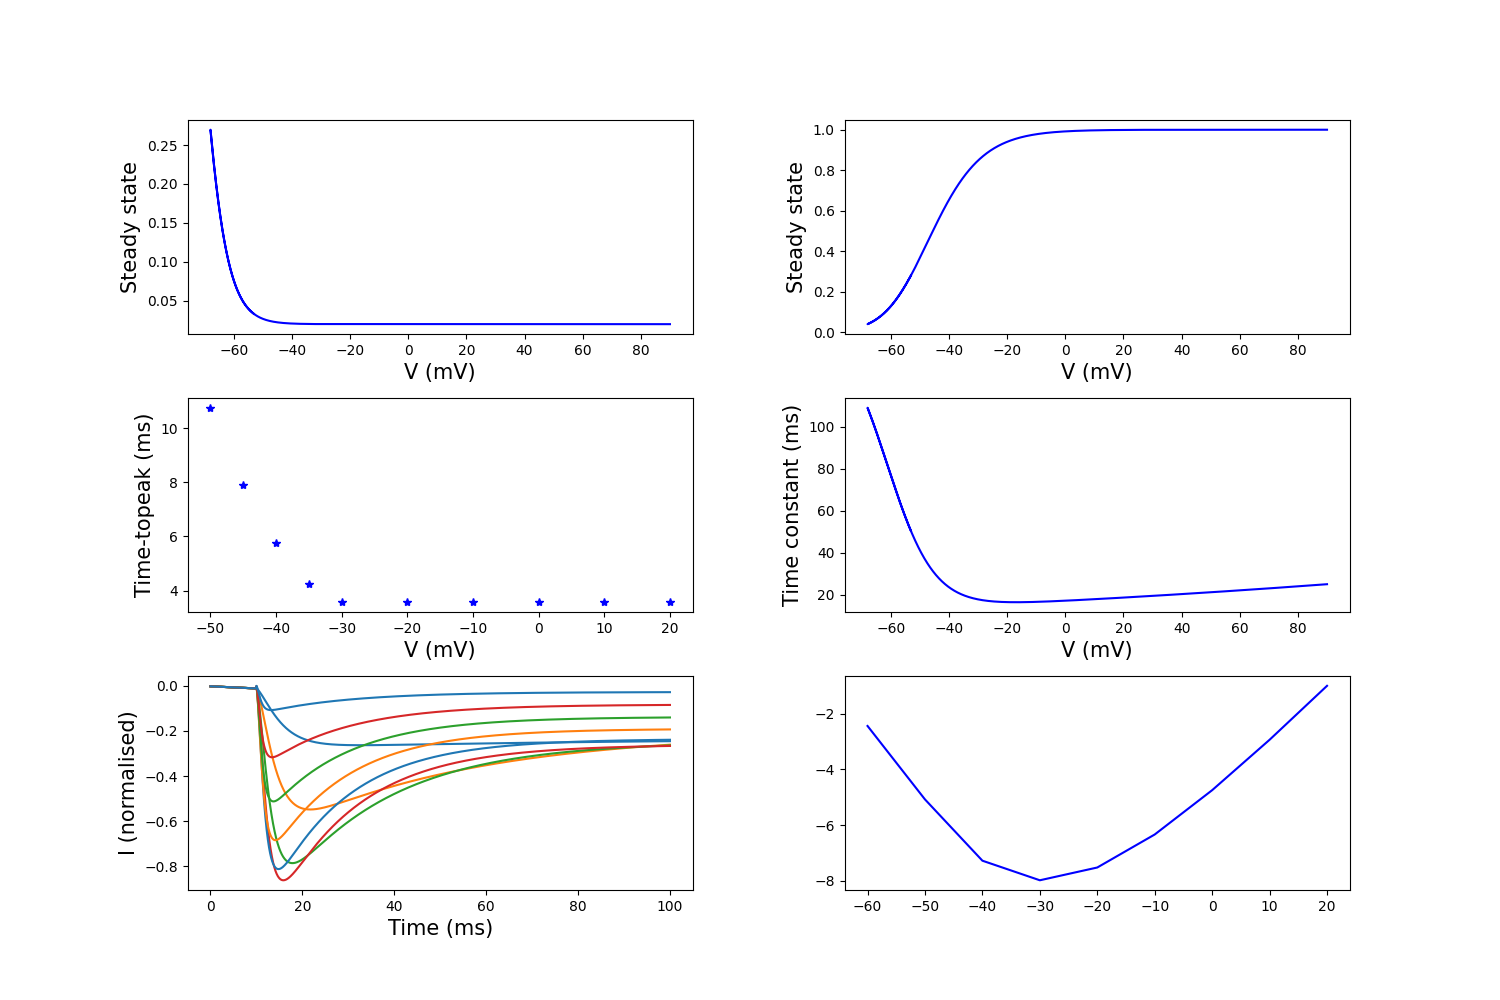 0.25
0.20
0.15
0.10
0.05
Steady state
−60 −40 −20 0 20 40 60 80
V (mV)
1.0
0.8
0.6
0.4
0.2
0.0
Steady state
−60 −40 −20 0 20 40 60 80
V (mV)
10
8
6
4
Time-topeak (ms)
−50 −40 −30 −20 −10 0 10 20
V (mV)
100
80
60
40
20
Time constant (ms)
−60 −40 −20 0 20 40 60 80
V (mV)
0.0
−0.2
−0.4
−0.6
−0.8
I (normalised)
0 20 40 60 80 100
Time (ms)
−2
−4
−6
−8
−60 −50 −40 −30 −20 −10 0 10 20